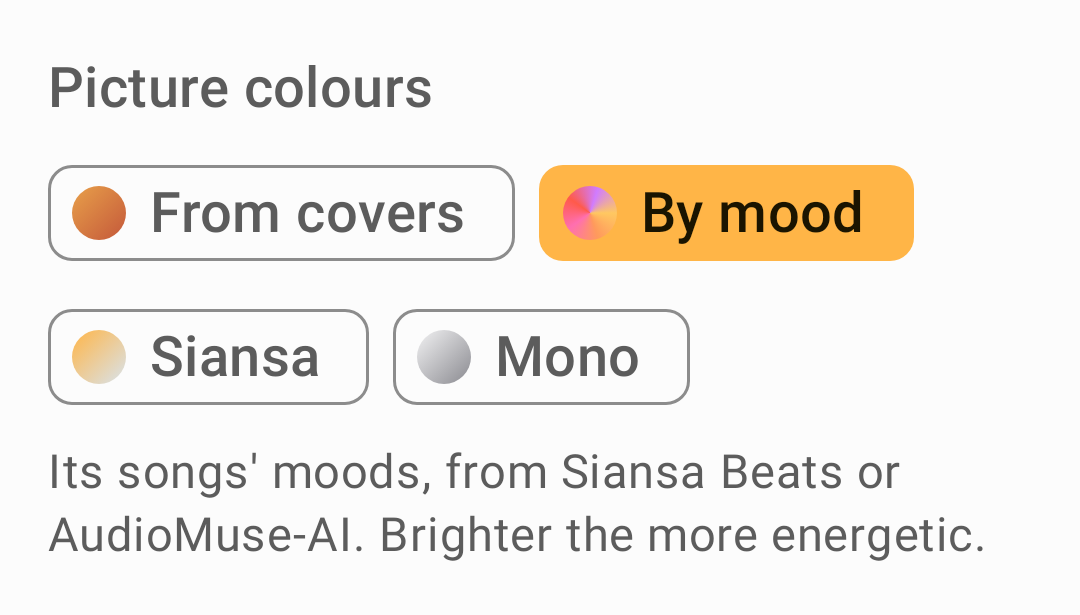 Picture colours
From covers
By mood
Siansa
Mono
Its songs' moods, from Siansa Beats or
AudioMuse-AI. Brighter the more energetic.